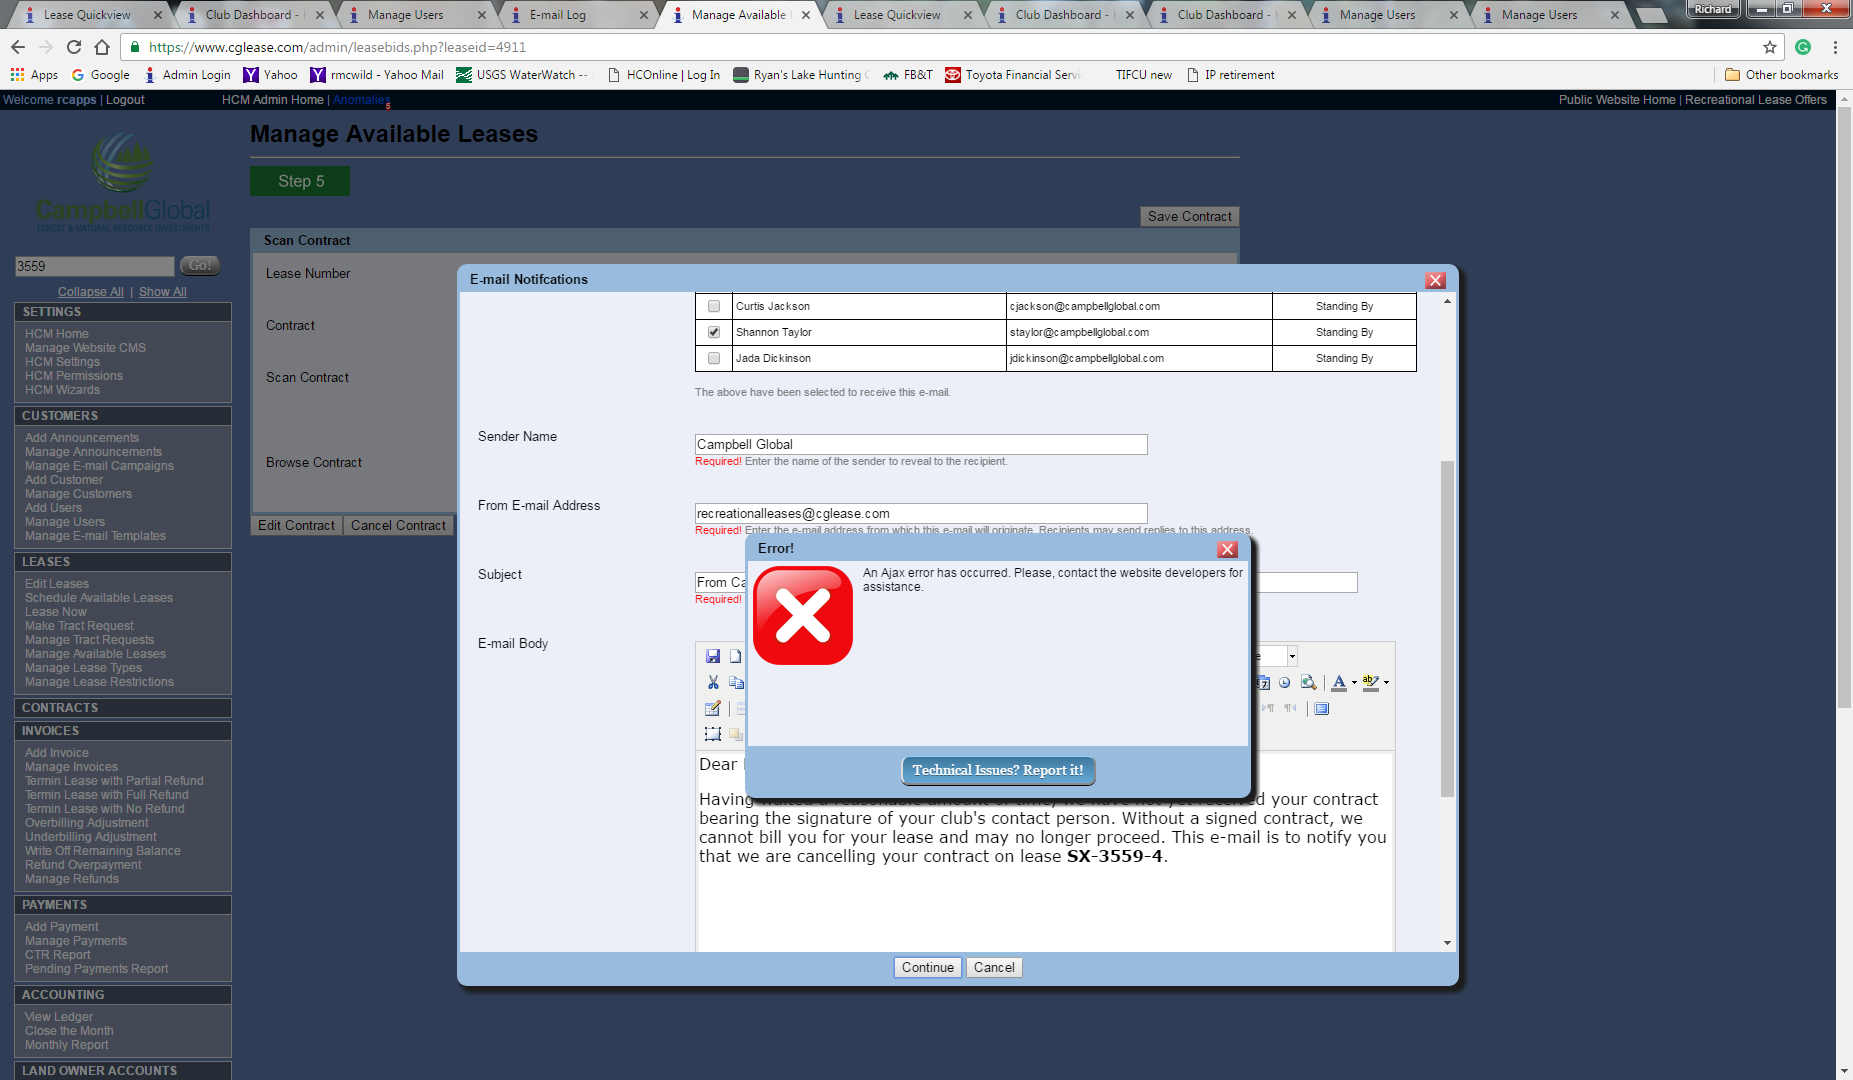 Lease Quickview
Club Dashboard -
Manage Users
E-mail Log
Manage Available
Lease Quickview
Club Dashboard -
Club Dashboard -
Manage Users
Manage Users
Richard
https://www.cglease.com/admin/leasebids.php?leaseid=4911
Apps
Google
Admin Login
Yahoo
rmcwild - Yahoo Mail
USGS WaterWatch --
HCOnline | Log In
Ryan's Lake Hunting
FB&T
Toyota Financial
TIFCU new
IP retirement
Other bookmarks
Welcome rcapps | Logout
HCM Admin Home | Anomalies
5
Public Website Home | Recreational Lease Offers
CampbellGlobal
FOREST & NATURAL RESOURCE INVESTMENTS
3559
Go!
Collapse All | Show All
SETTINGS
HCM Home
Manage Website CMS
HCM Settings
HCM Permissions
HCM Wizards
CUSTOMERS
Add Announcements
Manage Announcements
Manage E-mail Campaigns
Add Customer
Manage Customers
Add Users
Manage Users
Manage E-mail Templates
LEASES
Edit Leases
Schedule Available Leases
Lease Now
Make Tract Request
Manage Tract Requests
Manage Available Leases
Manage Lease Types
Manage Lease Restrictions
CONTRACTS
INVOICES
Add Invoice
Manage Invoices
Termin Lease with Partial Refund
Termin Lease with Full Refund
Termin Lease with No Refund
Overbilling Adjustment
Underbilling Adjustment
Write Off Remaining Balance
Refund Overpayment
Manage Refunds
PAYMENTS
Add Payment
Manage Payments
CTR Report
Pending Payments Report
ACCOUNTING
View Ledger
Close the Month
Monthly Report
LAND OWNER ACCOUNTS
Manage Available Leases
Step 5
Save Contract
Scan Contract
Lease Number
Contract
Scan Contract
Browse Contract
Edit Contract
Cancel Contract
E-mail Notifcations
Curtis Jackson cjackson@campbellglobal.com Standing By
Shannon Taylor staylor@campbellglobal.com Standing By
Jada Dickinson jdickinson@campbellglobal.com Standing By
The above have been selected to receive this e-mail.
Sender Name
Campbell Global
Required! Enter the name of the sender to reveal to the recipient.
From E-mail Address
recreationalleases@cglease.com
Required! Enter the e-mail address from which this e-mail will originate. Recipients may send replies to this address.
Subject
From
Required!
E-mail Body
Error!
An Ajax error has occurred. Please, contact the website developers for
assistance.
Technical Issues? Report it!
Dear
Having waited a reasonable amount of time, we have not yet received your contract
bearing the signature of your club's contact person. Without a signed contract, we
cannot bill you for your lease and may no longer proceed. This e-mail is to notify you
that we are cancelling your contract on lease SX-3559-4.
Continue
Cancel